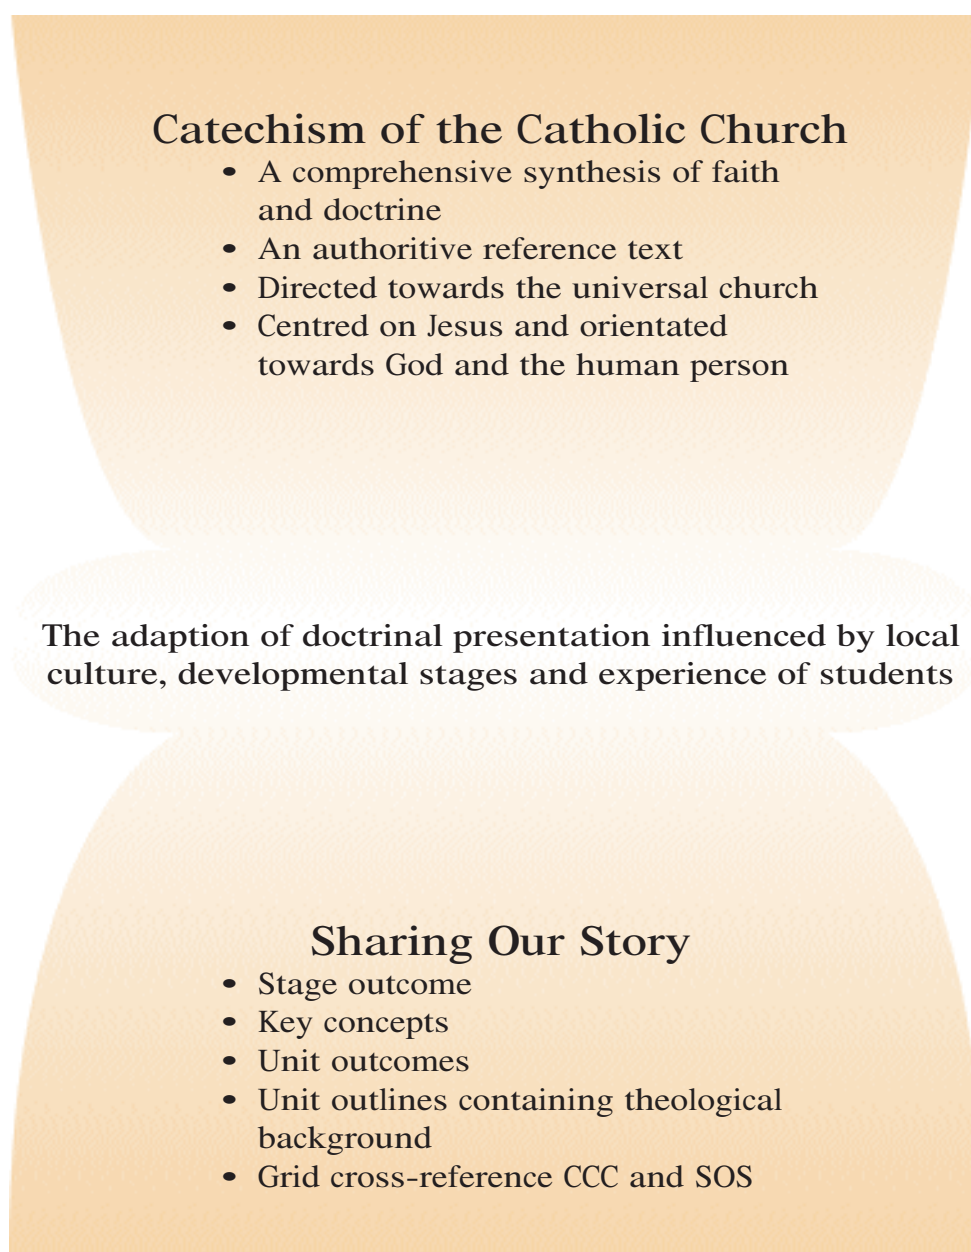 Catechism of the Catholic Church
• A comprehensive synthesis of faith
and doctrine
• An authoritive reference text
• Directed towards the universal church
• Centred on Jesus and orientated
towards God and the human person
The adaption of doctrinal presentation influenced by local
culture, developmental stages and experience of students
Sharing Our Story
• Stage outcome
• Key concepts
• Unit outcomes
• Unit outlines containing theological
background
• Grid cross-reference CCC and SOS